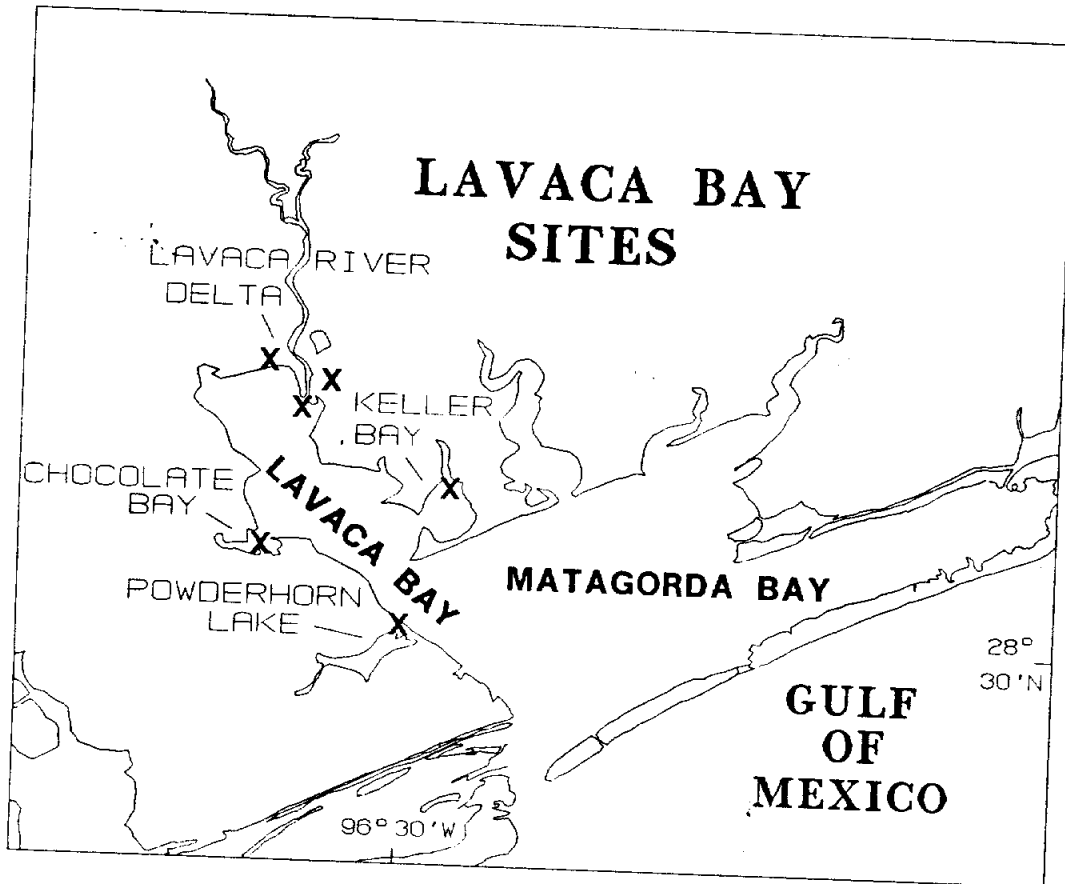 LAVACA BAY
SITES
LAVACA RIVER
DELTA
X
X
X
KELLER
BAY
X
CHOCOLATE
BAY
X
LAVACA BAY
POWDERHORN
LAKE
X
MATAGORDA BAY
28°
30'N
GULF
OF
MEXICO
96° 30'W